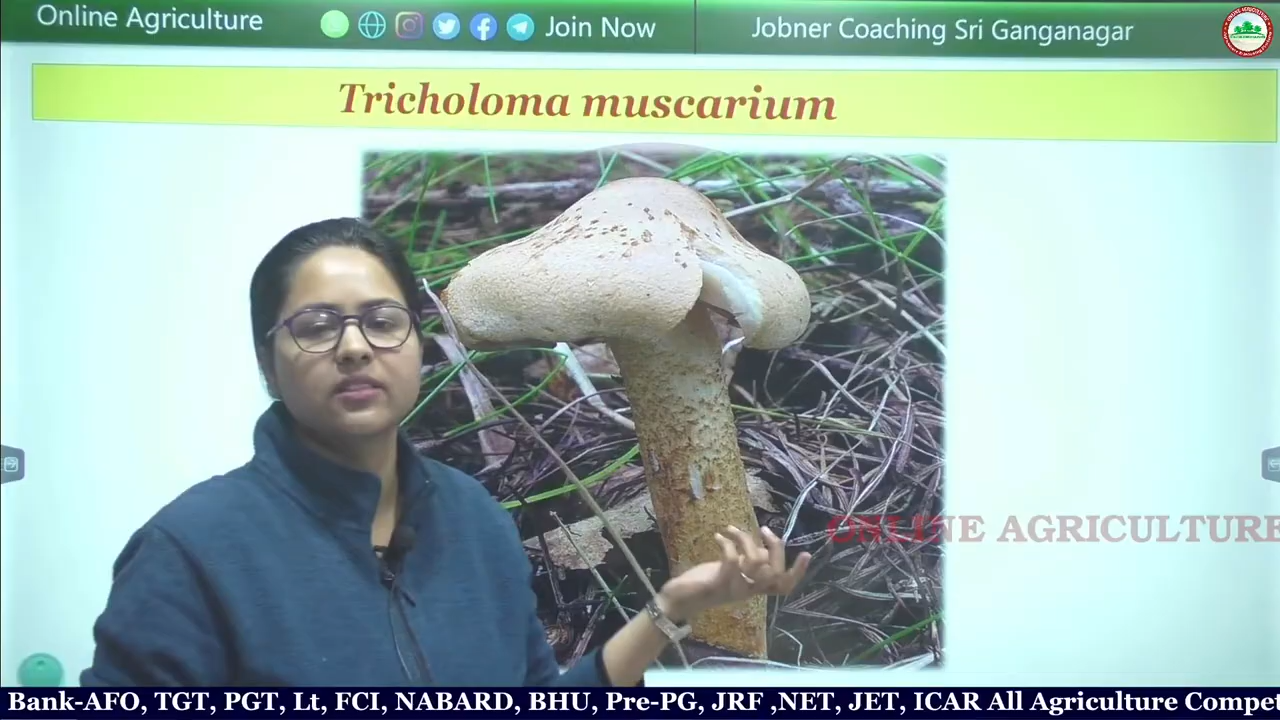 Online Agriculture
Join Now
Jobner Coaching Sri Ganganagar
Tricholoma muscarium
ONLINE AGRICULTURE
Bank-AFO, TGT, PGT, Lt, FCI, NABARD, BHU, Pre-PG, JRF ,NET, JET, ICAR All Agriculture Compe